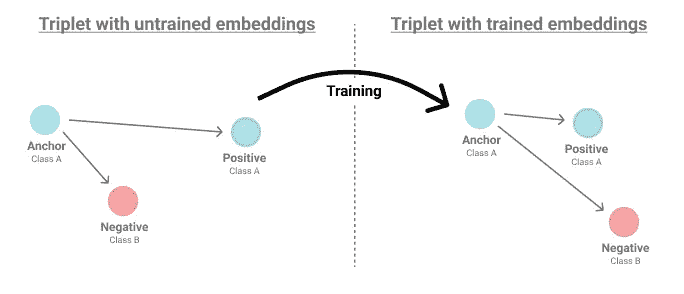 Triplet with untrained embeddings
Triplet with trained embeddings
Training
Anchor
Class A
Positive
Class A
Negative
Class B
Anchor
Class A
Positive
Class A
Negative
Class B